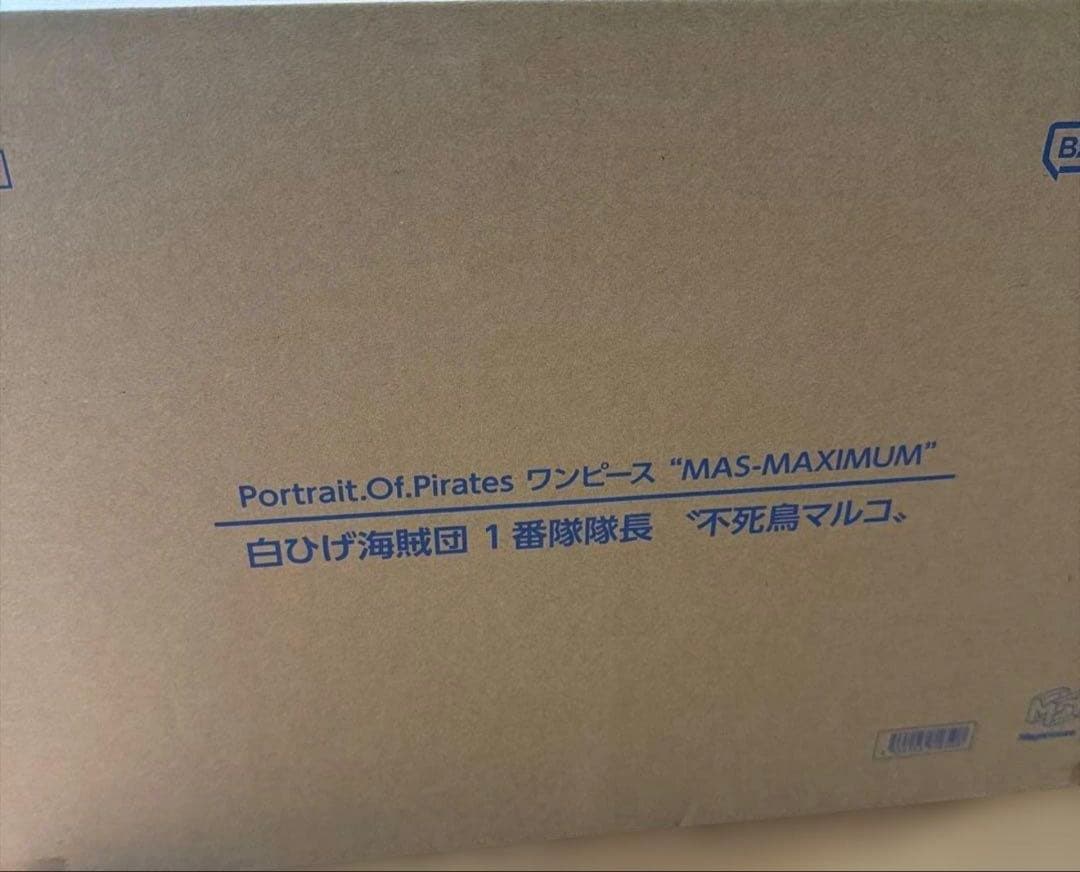 Portrait.Of.Pirates ワンピース “MAS-MAXIMUM”
白ひげ海賊団 1番隊隊長 〝不死鳥マルコ〟